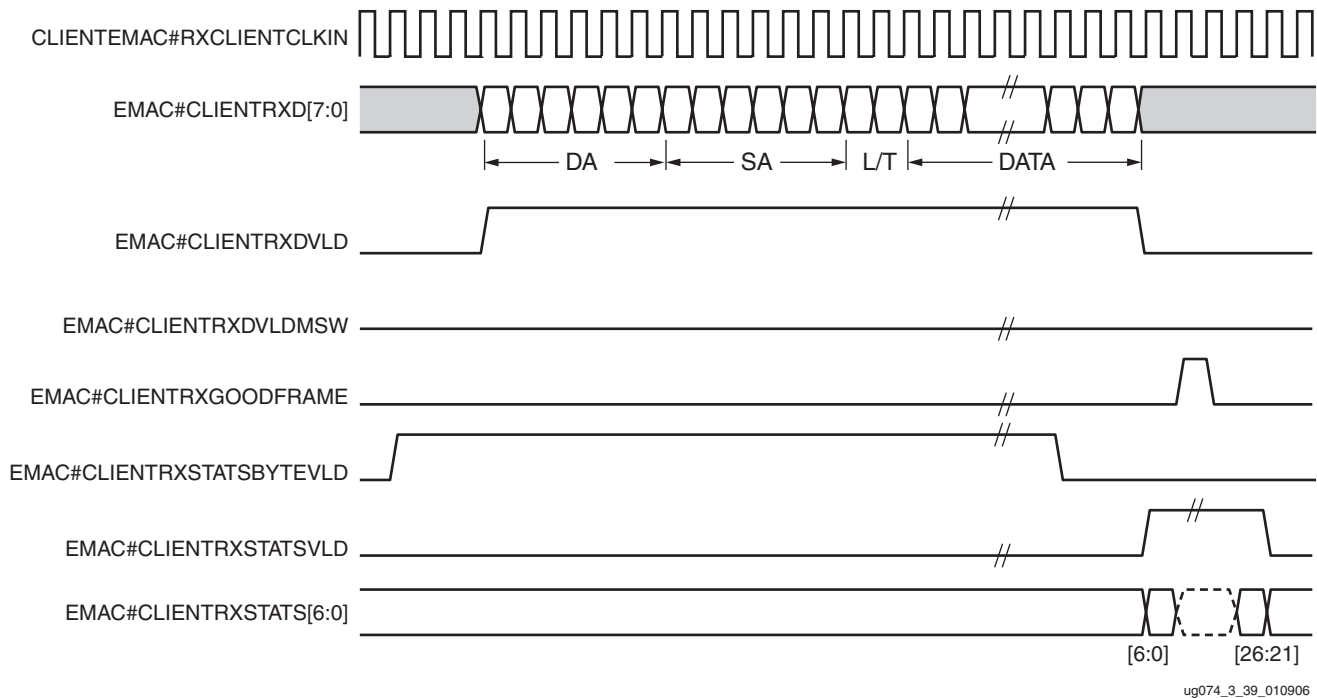 CLIENTEMAC#RXCLIENTCLKIN
EMAC#CLIENTRXD[7:0]
DA SA L/T DATA
EMAC#CLIENTRXDVLD
EMAC#CLIENTRXDVLDMSW
EMAC#CLIENTRXGOODFRAME
EMAC#CLIENTRXSTATSBYTEVLD
EMAC#CLIENTRXSTATSVLD
EMAC#CLIENTRXSTATS[6:0]
[6:0] [26:21]
ug074_3_39_010906